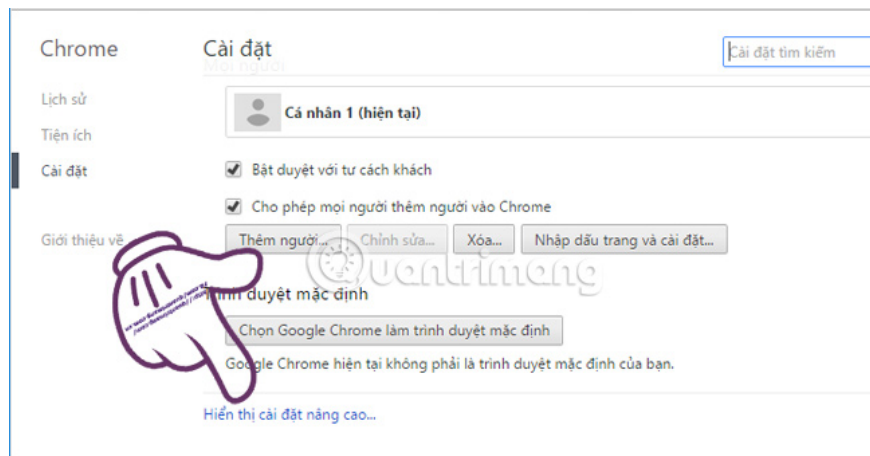 Chrome
Cài đặt
Cài đặt tìm kiếm
Mọi người
Lịch sử
Cá nhân 1 (hiện tại)
Tiện ích
Cài đặt
Bật duyệt với tư cách khách
Cho phép mọi người thêm người vào Chrome
Giới thiệu về
Thêm người... Chỉnh sửa... Xóa... Nhập dấu trang và cài đặt...
Quantrimang
Trình duyệt mặc định
Chọn Google Chrome làm trình duyệt mặc định
Google Chrome hiện tại không phải là trình duyệt mặc định của bạn.
Hiển thị cài đặt nâng cao...